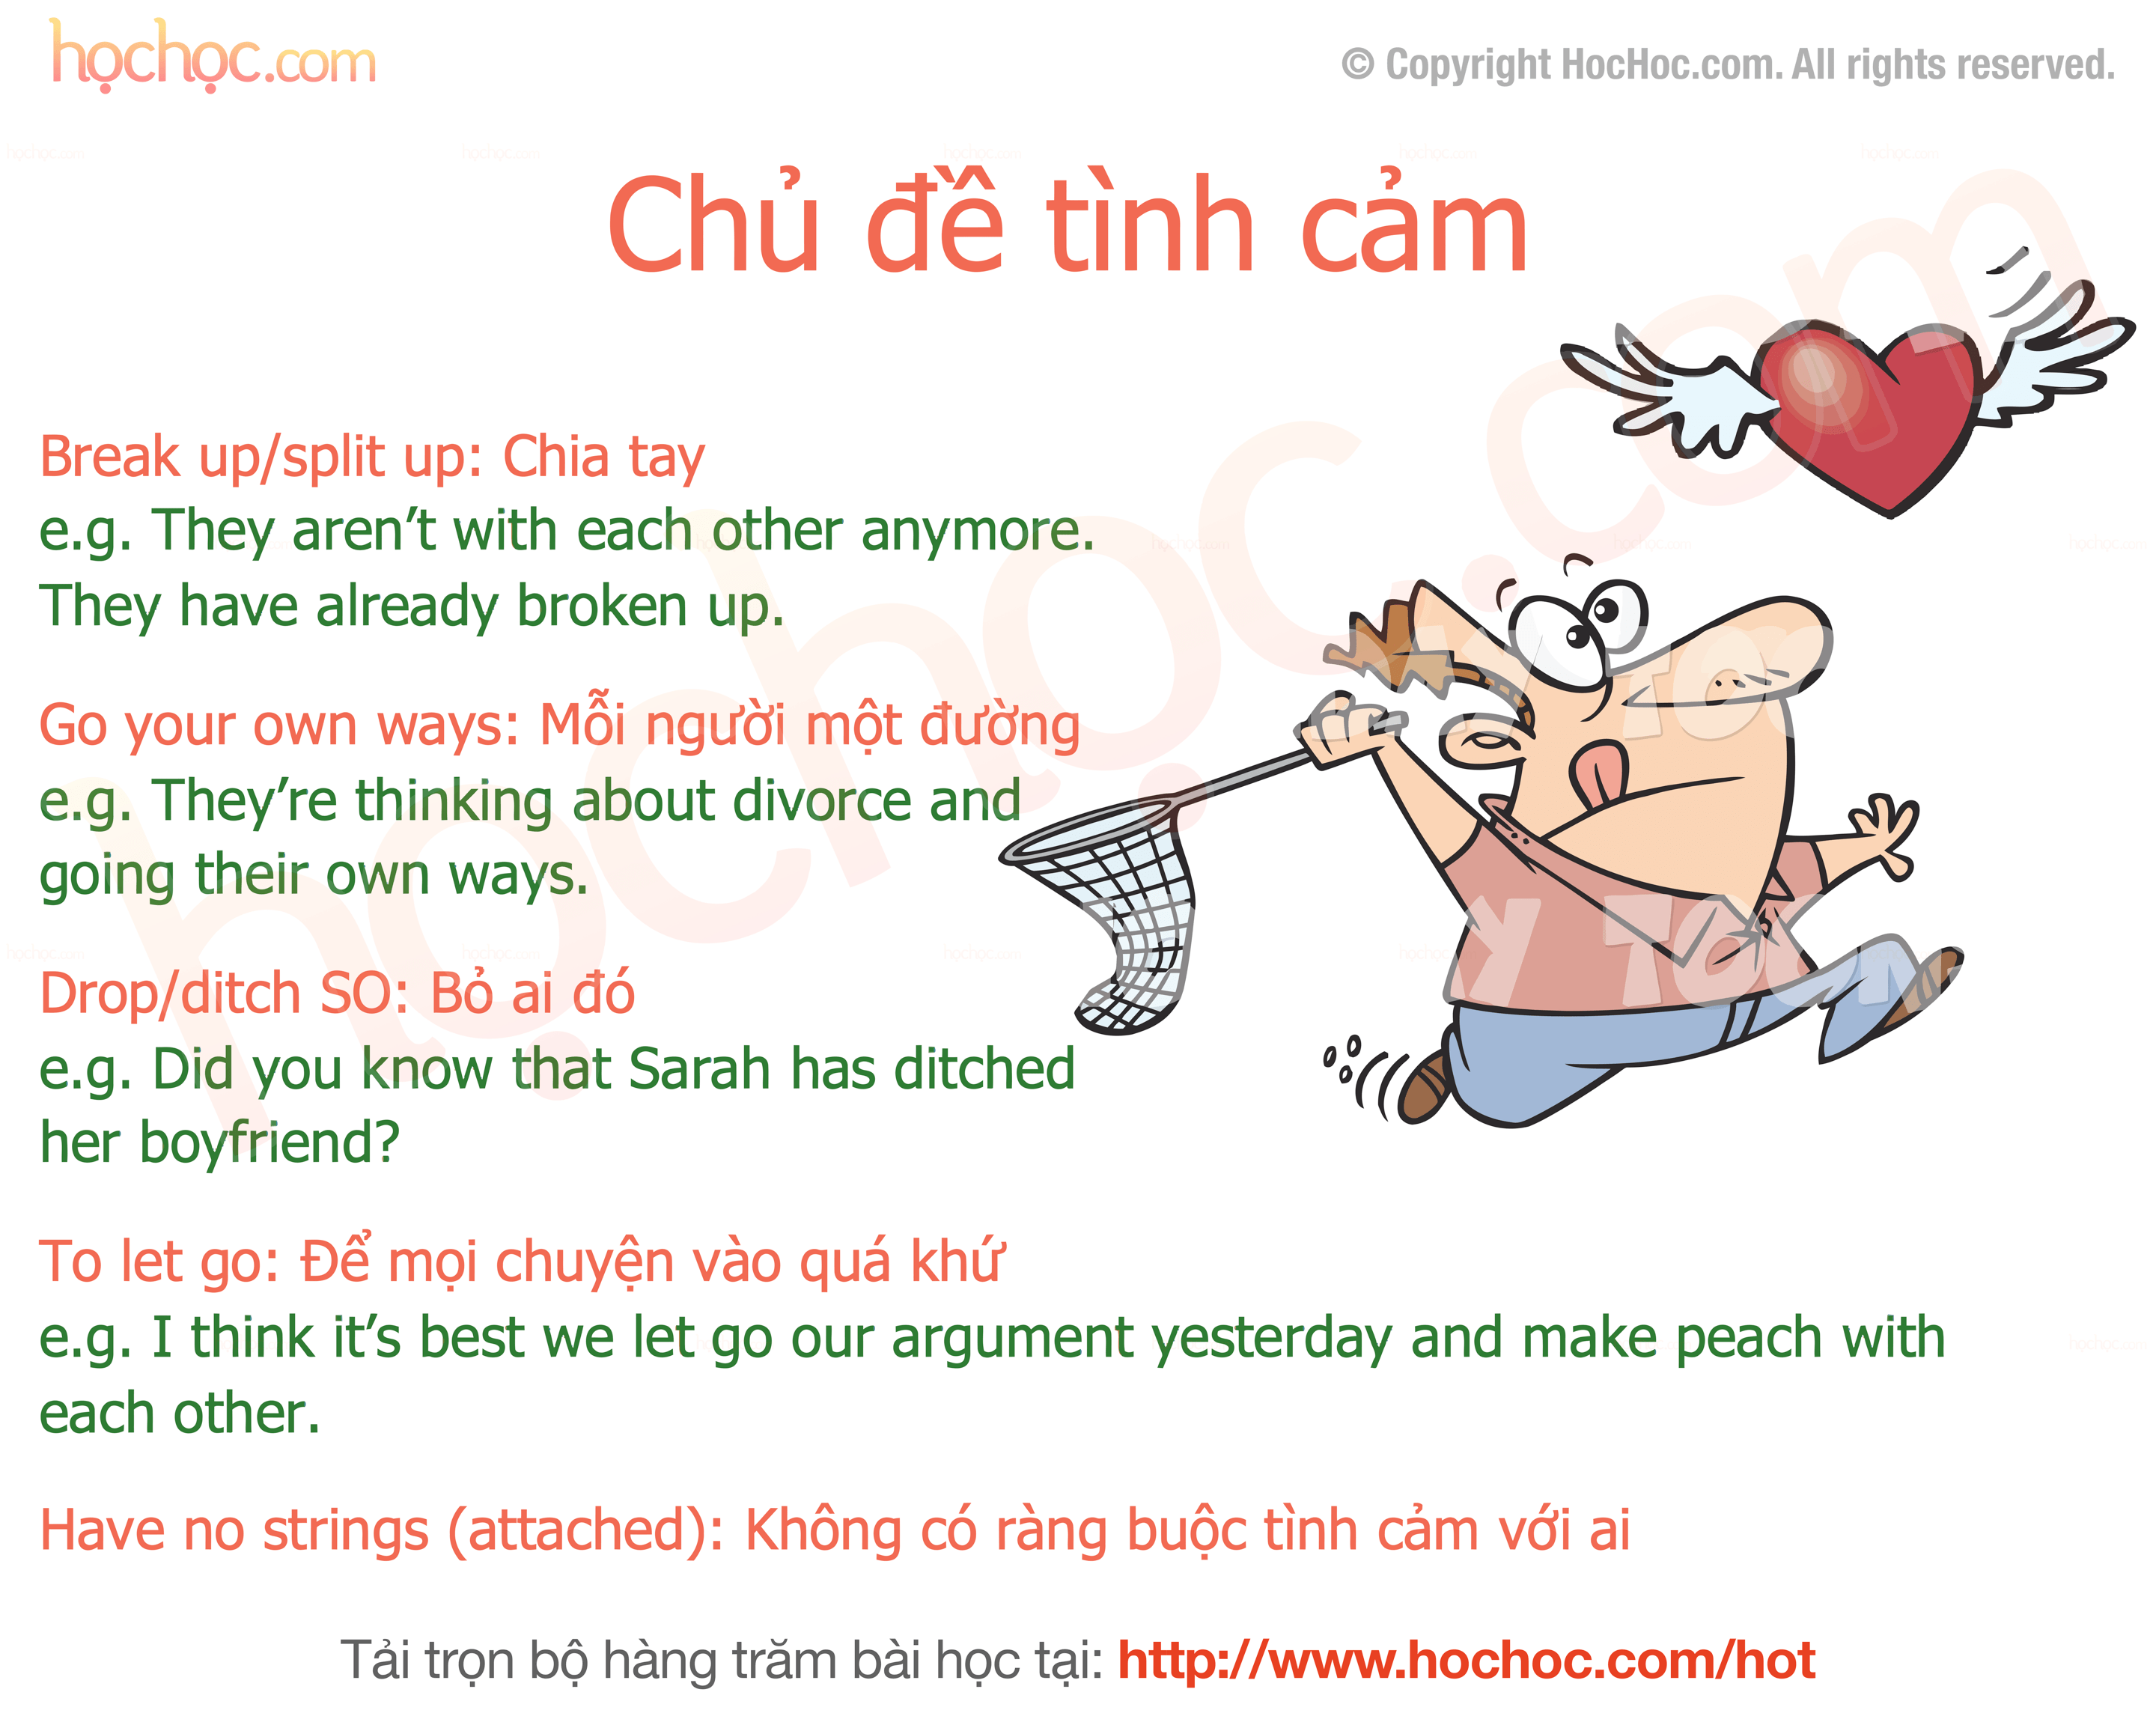 họchọc.com
© Copyright HocHoc.com. All rights reserved.
Chủ đề tình cảm
Break up/split up: Chia tay
e.g. They aren’t with each other anymore.
They have already broken up.
Go your own ways: Mỗi người một đường
e.g. They’re thinking about divorce and
going their own ways.
Drop/ditch SO: Bỏ ai đó
e.g. Did you know that Sarah has ditched
her boyfriend?
To let go: Để mọi chuyện vào quá khứ
e.g. I think it’s best we let go our argument yesterday and make peach with
each other.
Have no strings (attached): Không có ràng buộc tình cảm với ai
Tải trọn bộ hàng trăm bài học tại: http://www.hochoc.com/hot
họchọc.com